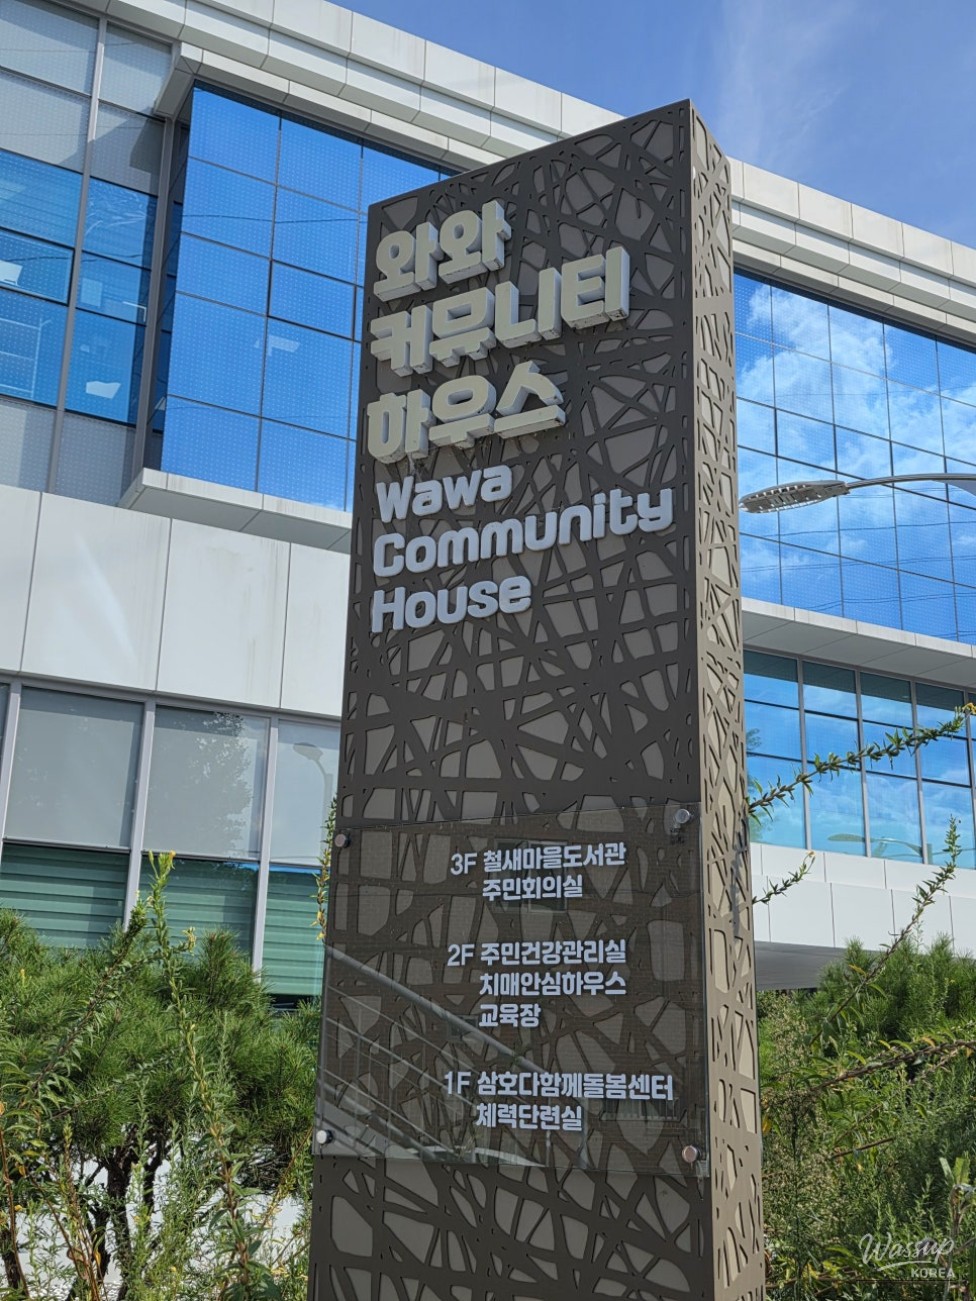 와와
커뮤니티
하우스
Wawa
Community
House
3F 철새마을도서관
주민회의실
2F 주민건강관리실
치매안심하우스
교육장
1F 삼호다함께돌봄센터
체력단련실
Wassup
KOREA